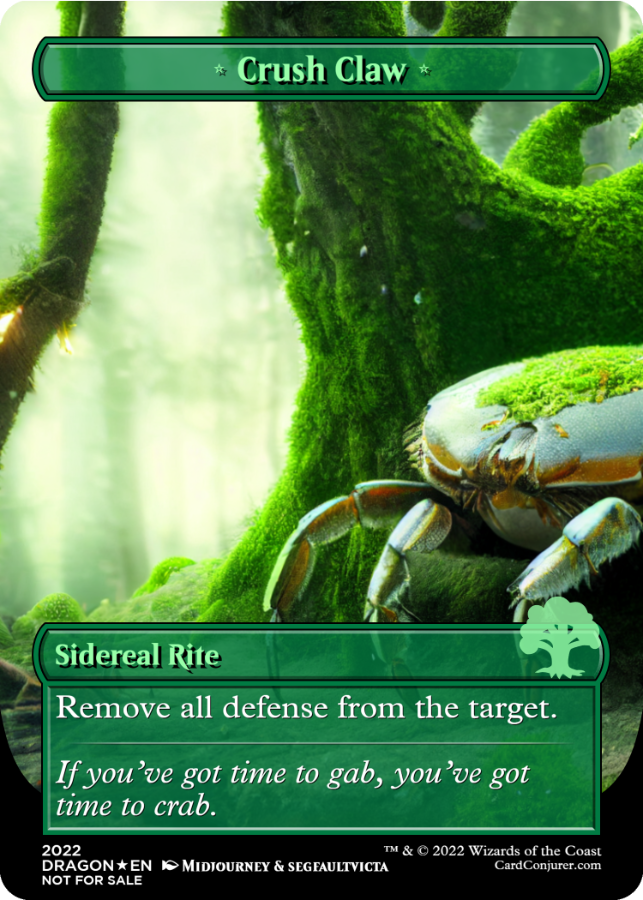 ⋆ Crush Claw ⋆
Sidereal Rite
Remove all defense from the target.
If you've got time to gab, you've got
time to crab.
2022
DRAGON★EN MIDJOURNEY & SEGFAULTVICTA
NOT FOR SALE
™ & © 2022 Wizards of the Coast
CardConjurer.com